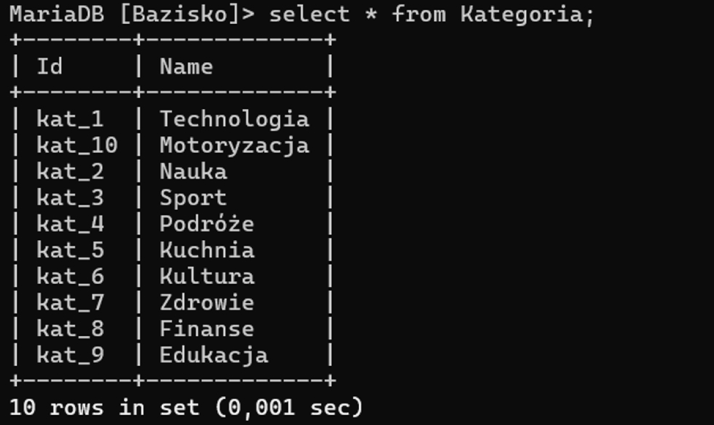 MariaDB [Bazisko]> select * from Kategoria;
+--------+-------------+
| Id     | Name        |
+--------+-------------+
| kat_1  | Technologia |
| kat_10 | Motoryzacja |
| kat_2  | Nauka       |
| kat_3  | Sport       |
| kat_4  | Podróże     |
| kat_5  | Kuchnia     |
| kat_6  | Kultura     |
| kat_7  | Zdrowie     |
| kat_8  | Finanse     |
| kat_9  | Edukacja    |
+--------+-------------+
10 rows in set (0,001 sec)